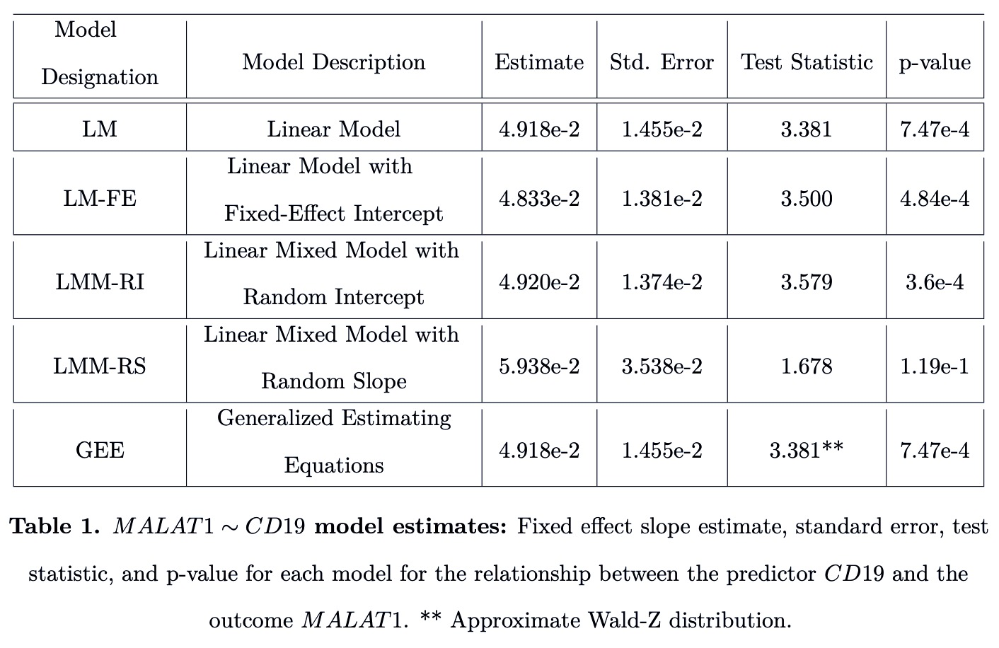 Model
Designation
Model Description
Estimate
Std. Error
Test Statistic
p-value
LM
Linear Model
4.918e-2
1.455e-2
3.381
7.47e-4
LM-FE
Linear Model with
Fixed-Effect Intercept
4.833e-2
1.381e-2
3.500
4.84e-4
LMM-RI
Linear Mixed Model with
Random Intercept
4.920e-2
1.374e-2
3.579
3.6e-4
LMM-RS
Linear Mixed Model with
Random Slope
5.938e-2
3.538e-2
1.678
1.19e-1
GEE
Generalized Estimating
Equations
4.918e-2
1.455e-2
3.381**
7.47e-4
Table 1. MALAT1 ∼ CD19 model estimates: Fixed effect slope estimate, standard error, test
statistic, and p-value for each model for the relationship between the predictor CD19 and the
outcome MALAT1. ** Approximate Wald-Z distribution.